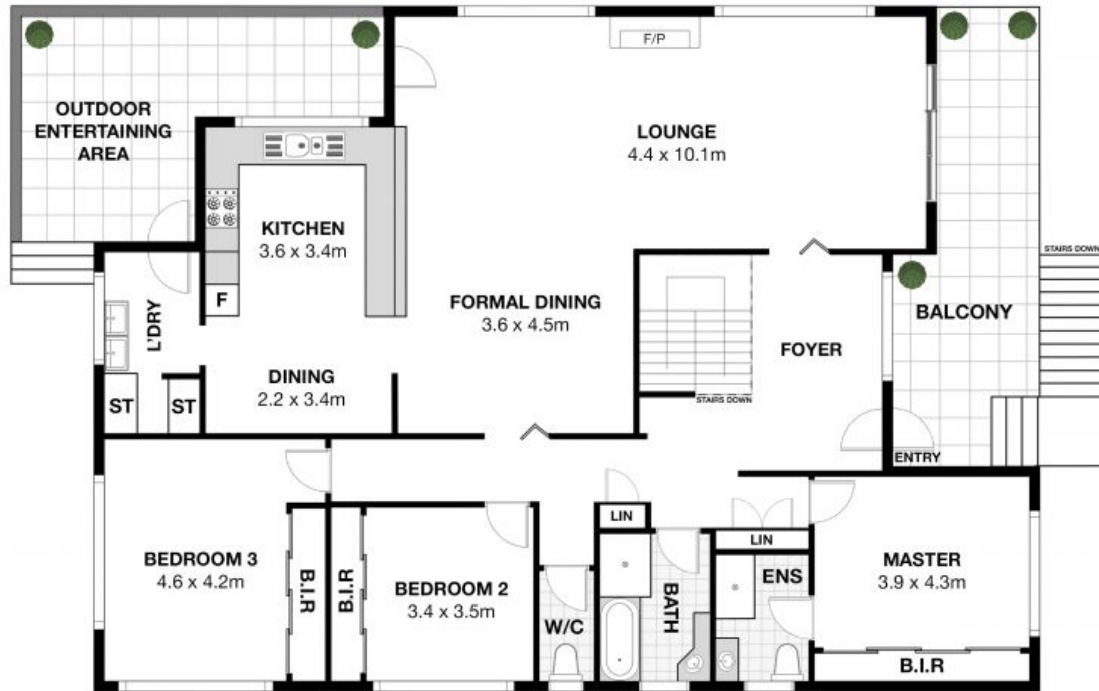 F/P
OUTDOOR
ENTERTAINING
AREA
LOUNGE
4.4 x 10.1m
KITCHEN
3.6 x 3.4m
STAIRS DOWN
F
L'DRY
FORMAL DINING
3.6 x 4.5m
BALCONY
FOYER
DINING
2.2 x 3.4m
ST
ST
STAIRS DOWN
ENTRY
LIN
LIN
BEDROOM 3
4.6 x 4.2m
B.I.R
B.I.R
BEDROOM 2
3.4 x 3.5m
W/C
BATH
ENS
MASTER
3.9 x 4.3m
B.I.R